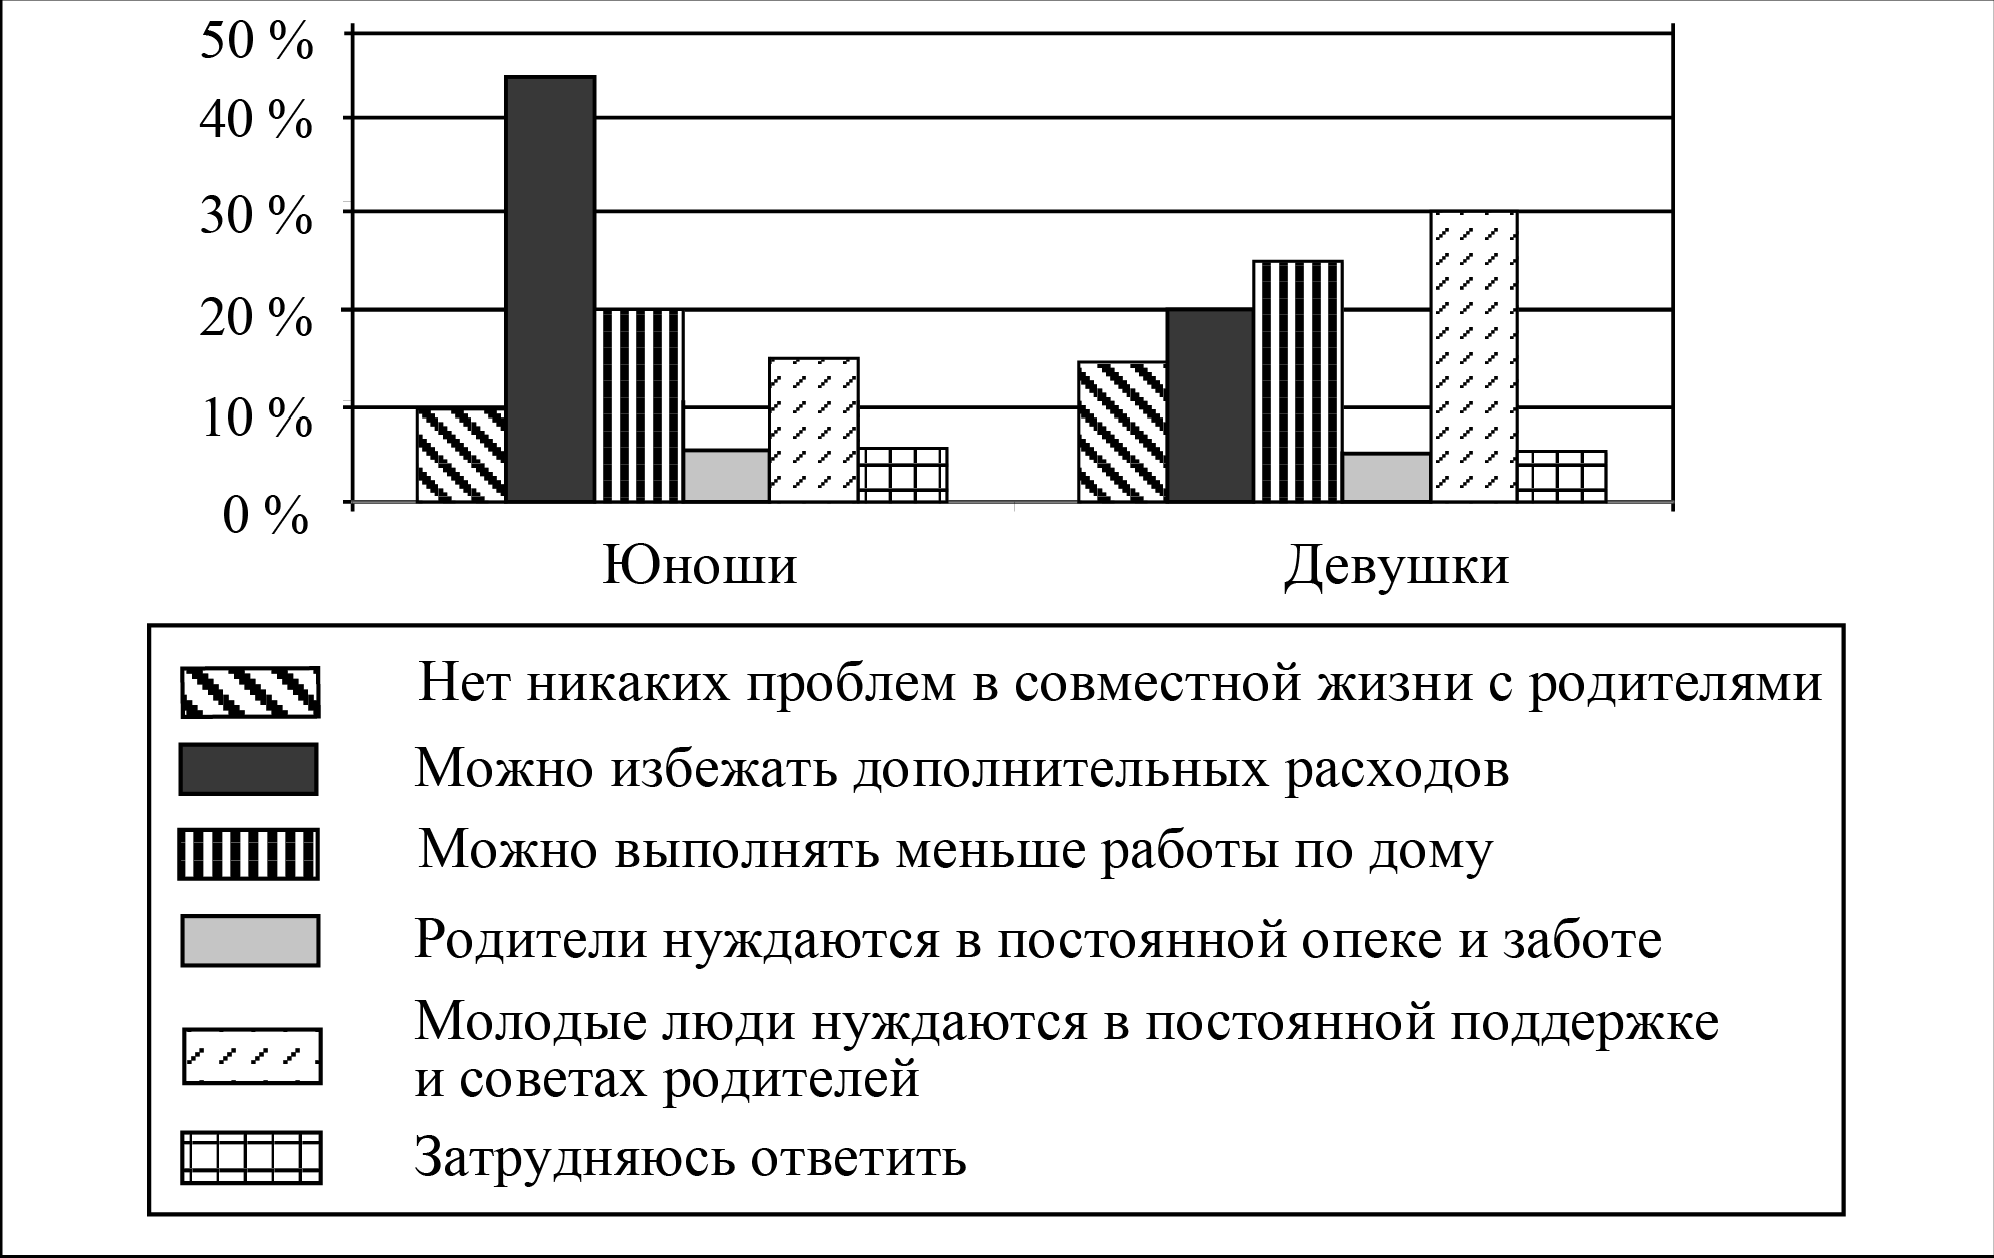 50 %
40 %
30 %
20 %
10 %
0 %
Юноши
Девушки
Нет никаких проблем в совместной жизни с родителями
Можно избежать дополнительных расходов
Можно выполнять меньше работы по дому
Родители нуждаются в постоянной опеке и заботе
Молодые люди нуждаются в постоянной поддержке
и советах родителей
Затрудняюсь ответить